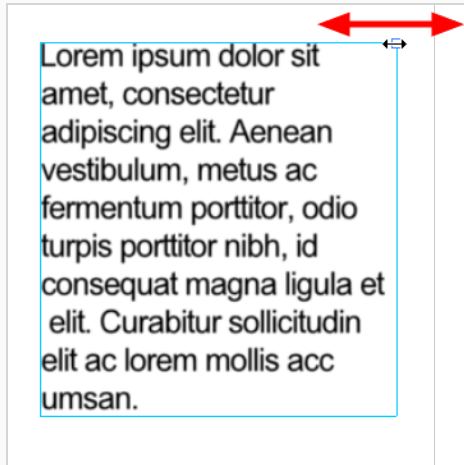 Lorem ipsum dolor sit
amet, consectetur
adipiscing elit. Aenean
vestibulum, metus ac
fermentum porttitor, odio
turpis porttitor nibh, id
consequat magna ligula et
elit. Curabitur sollicitudin
elit ac lorem mollis acc
umsan.